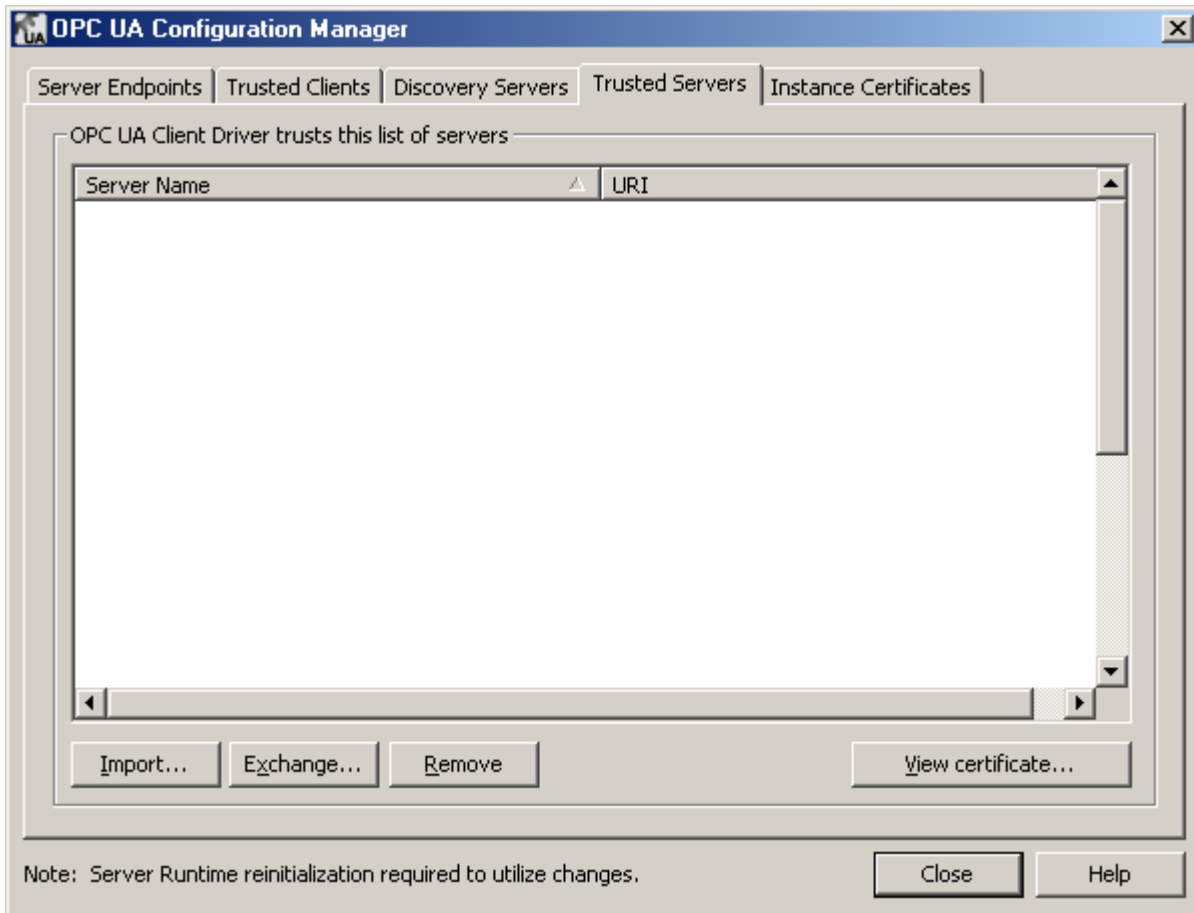 UA OPC UA Configuration Manager
Server Endpoints Trusted Clients Discovery Servers Trusted Servers Instance Certificates
OPC UA Client Driver trusts this list of servers
Server Name URI
Import... Exchange... Remove View certificate...
Note: Server Runtime reinitialization required to utilize changes. Close Help